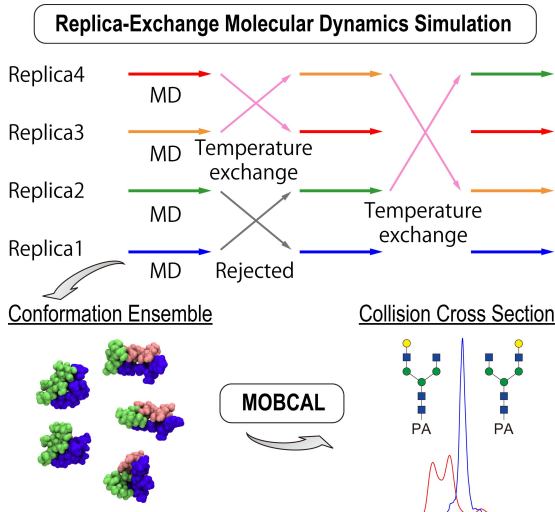 Replica-Exchange Molecular Dynamics Simulation
Replica4
MD
Replica3
MD
Temperature
exchange
Replica2
MD
Temperature
exchange
Replica1
MD
Rejected
Conformation Ensemble
Collision Cross Section
MOBCAL
PA
PA